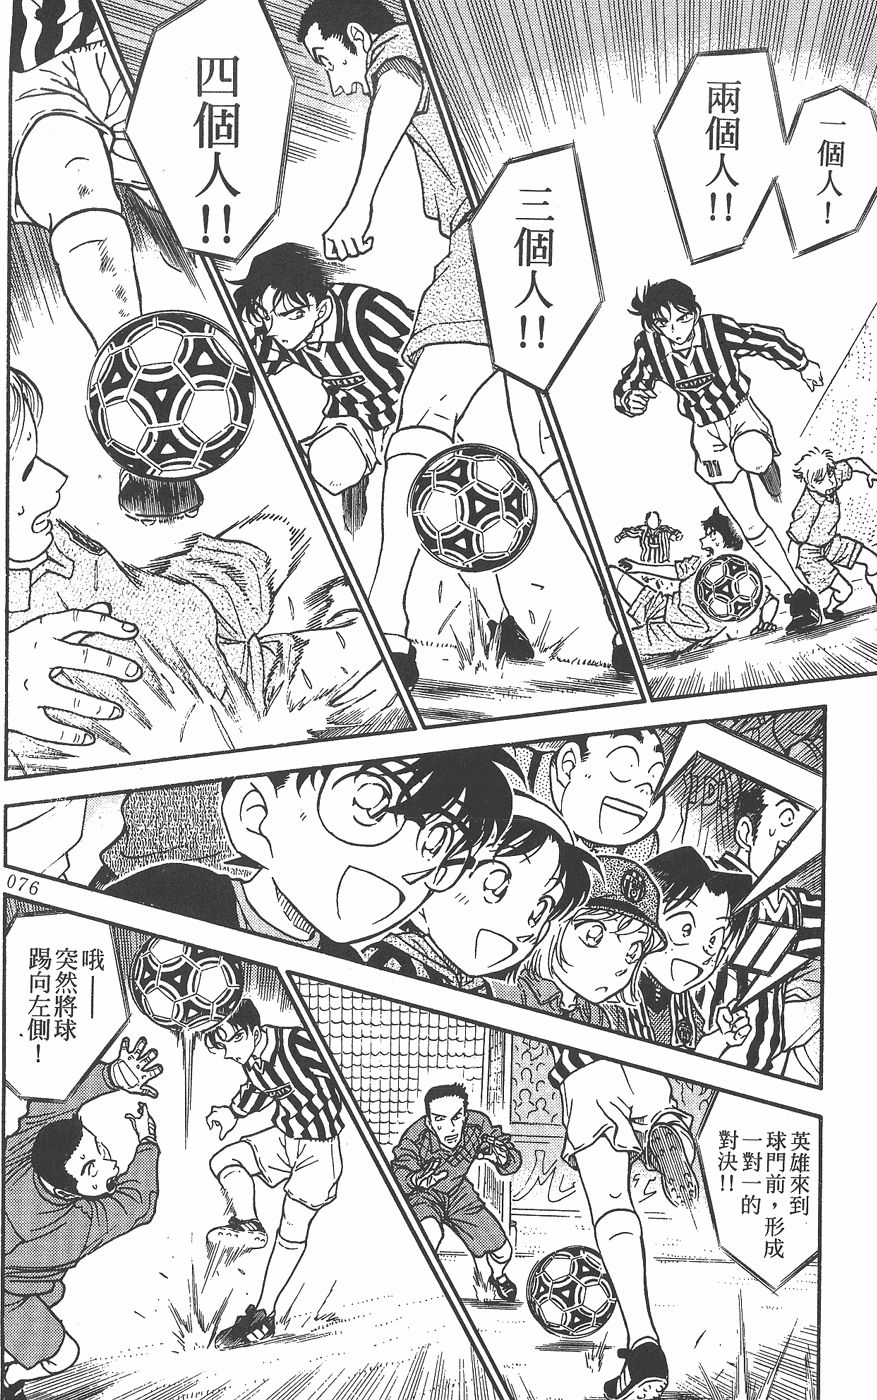 一個人！
兩個人！！
三個人！！
四個人！！
英雄來到
球門前，形成
一對一的
對決！！
哦——
突然將球
踢向左側！
076